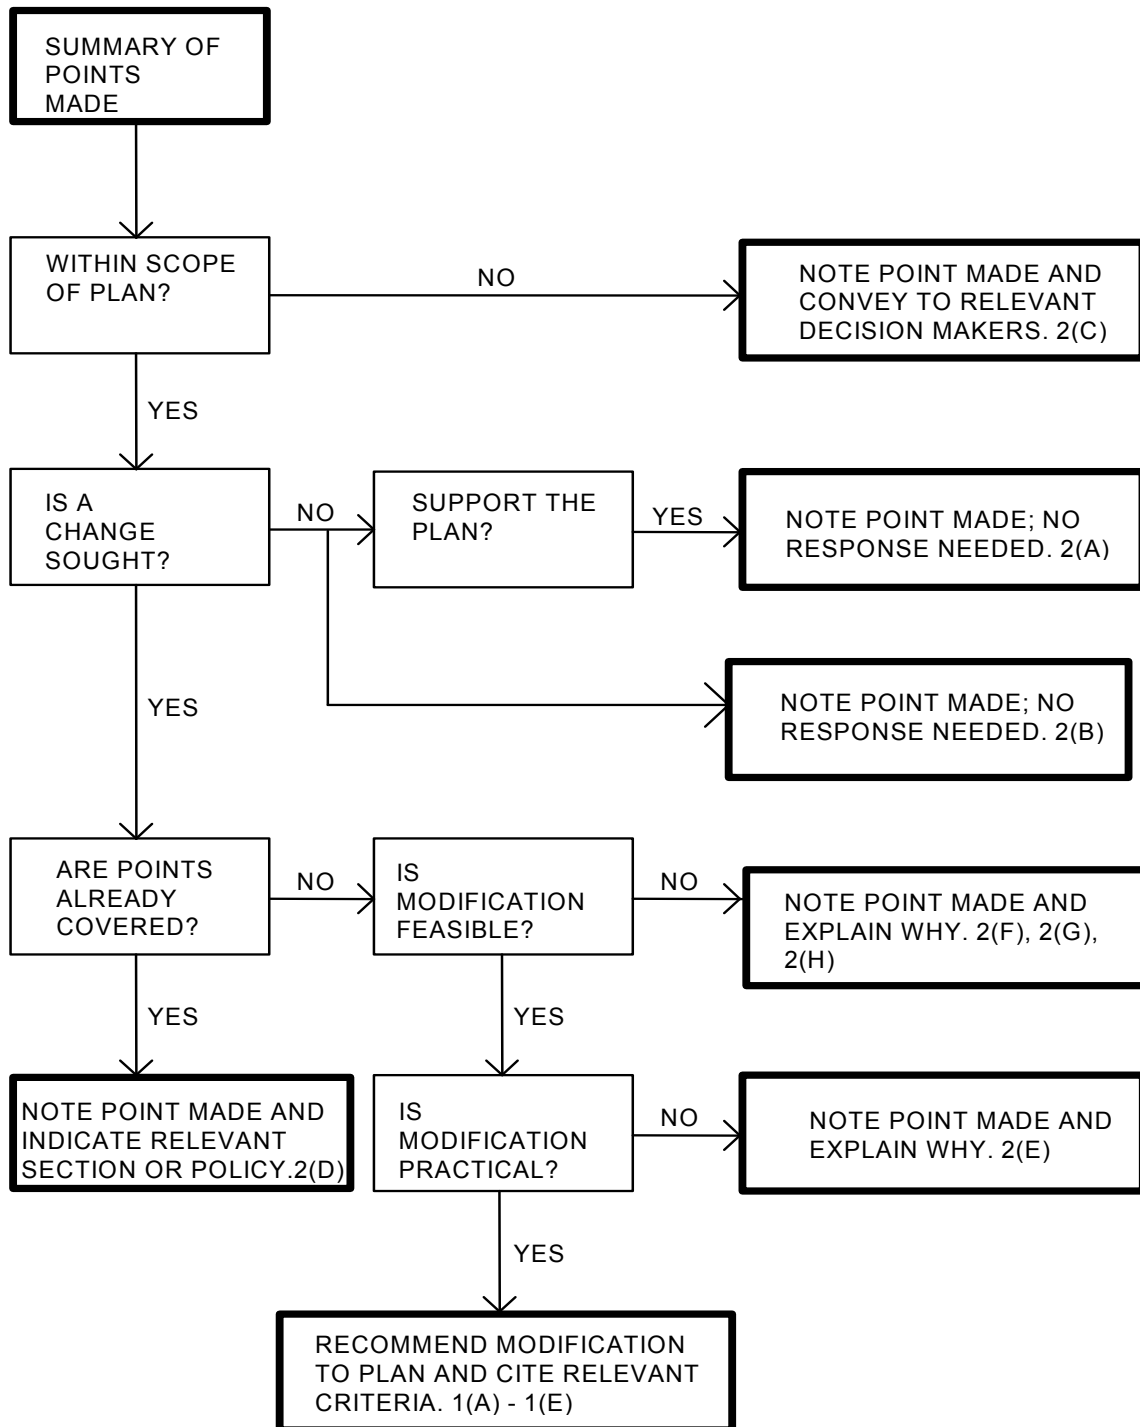 SUMMARY OF
POINTS
MADE
WITHIN SCOPE
OF PLAN?
NO
NOTE POINT MADE AND
CONVEY TO RELEVANT
DECISION MAKERS. 2(C)
YES
IS A
CHANGE
SOUGHT?
NO
SUPPORT THE
PLAN?
YES
NOTE POINT MADE; NO
RESPONSE NEEDED. 2(A)
YES
NOTE POINT MADE; NO
RESPONSE NEEDED. 2(B)
ARE POINTS
ALREADY
COVERED?
NO
IS
MODIFICATION
FEASIBLE?
NO
NOTE POINT MADE AND
EXPLAIN WHY. 2(F), 2(G),
2(H)
YES
YES
NOTE POINT MADE AND
INDICATE RELEVANT
SECTION OR POLICY.2(D)
IS
MODIFICATION
PRACTICAL?
NO
NOTE POINT MADE AND
EXPLAIN WHY. 2(E)
YES
RECOMMEND MODIFICATION
TO PLAN AND CITE RELEVANT
CRITERIA. 1(A) - 1(E)